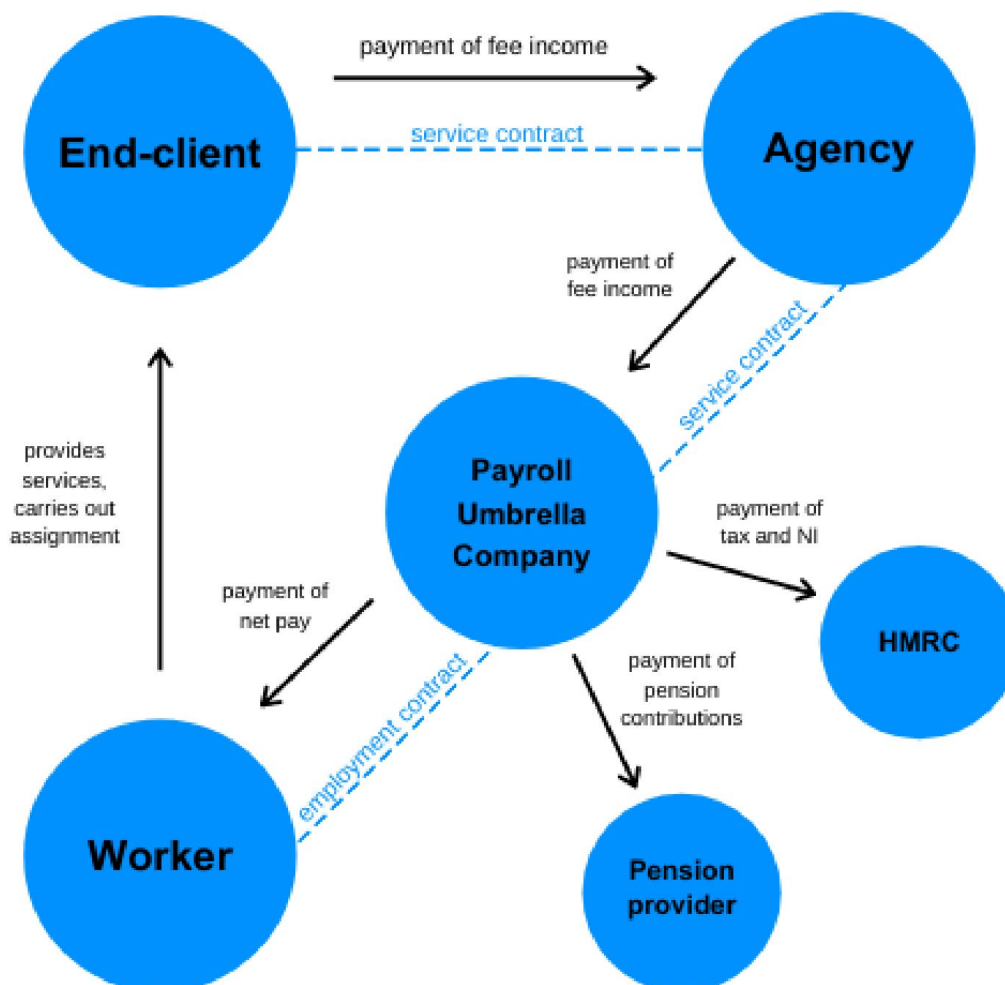 payment of fee income
End-client
service contract
Agency
payment of
fee income
service contract
provides
services,
carries out
assignment
Payroll
Umbrella
Company
payment of
tax and NI
HMRC
payment of
net pay
employment contract
payment of
pension
contributions
Worker
Pension
provider